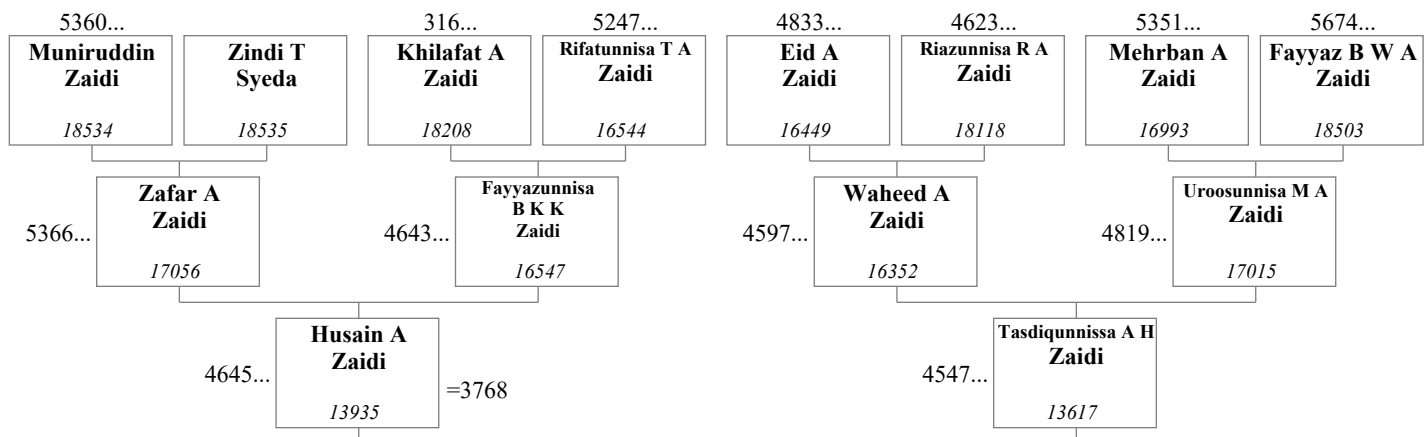 5360... 316... 5247... 4833... 4623... 5351... 5674...
Muniruddin
Zaidi
18534
Zindi T
Syeda
18535
Khilafat A
Zaidi
18208
Rifatunnisa T A
Zaidi
16544
Eid A
Zaidi
16449
Riazunnisa R A
Zaidi
18118
Mehrban A
Zaidi
16993
Fayyaz B W A
Zaidi
18503
5366...
Zafar A
Zaidi
17056
4643...
Fayyazunnisa
B K K
Zaidi
16547
4597...
Waheed A
Zaidi
16352
4819...
Uroosunnisa M A
Zaidi
17015
4645...
Husain A
Zaidi
13935
=3768
4547...
Tasdiqunnissa A H
Zaidi
13617